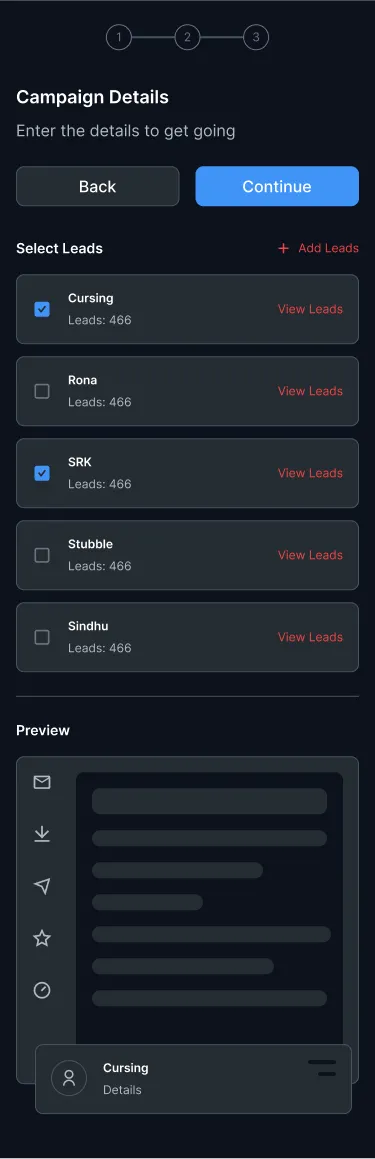 1 2 3
Campaign Details
Enter the details to get going
Back Continue
Select Leads + Add Leads
Cursing
Leads: 466
View Leads
Rona
Leads: 466
View Leads
SRK
Leads: 466
View Leads
Stubble
Leads: 466
View Leads
Sindhu
Leads: 466
View Leads
Preview
Cursing
Details